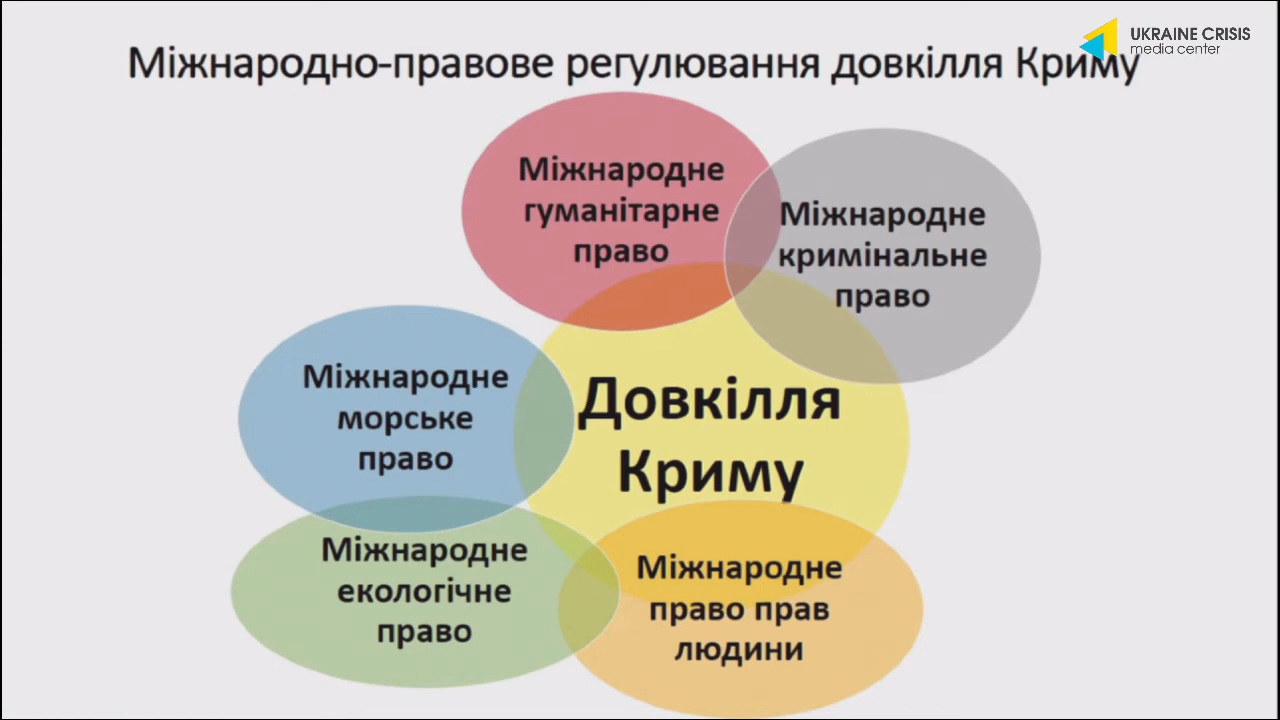 UKRAINE CRISIS
media center
Міжнародно-правове регулювання довкілля Криму
Міжнародне
гуманітарне
право
Міжнародне
кримінальне
право
Міжнародне
морське
право
Довкілля
Криму
Міжнародне
екологічне
право
Міжнародне
право прав
людини